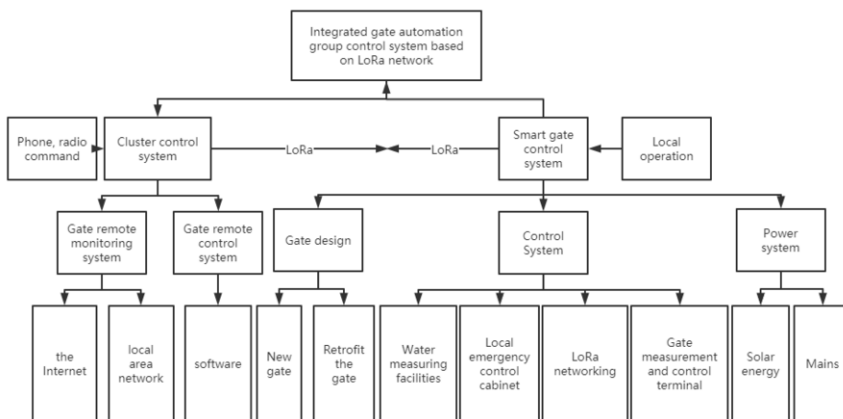 Integrated gate automation
group control system based
on LoRa network
Phone, radio
command
Cluster control
system
LoRa
LoRa
Smart gate
control
system
Local
operation
Gate remote
monitoring
system
Gate remote
control
system
Gate design
Control
System
Power
system
the
Internet
local
area
network
software
New
gate
Retrofit
the
gate
Water
measuring
facilities
Local
emergency
control
cabinet
LoRa
networking
Gate
measurement
and control
terminal
Solar
energy
Mains